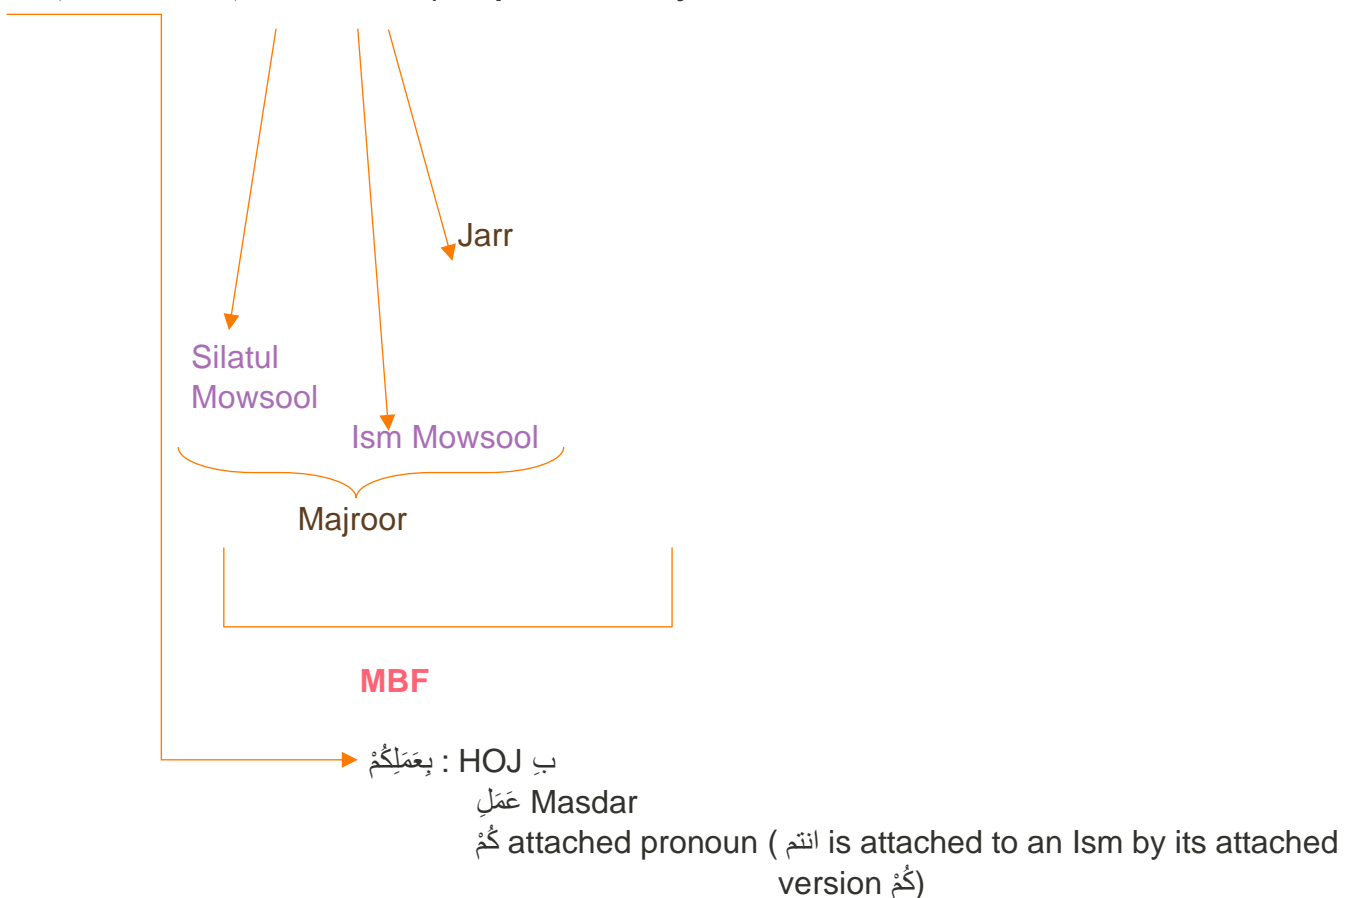 Jarr
Silatul
Mowsool
Ism Mowsool
Majroor
MBF
بِعَمَلِكُمْ : HOJ بِ
عَمَلِ Masdar
كُمْ attached pronoun ( انتم is attached to an Ism by its attached
version كُمْ)